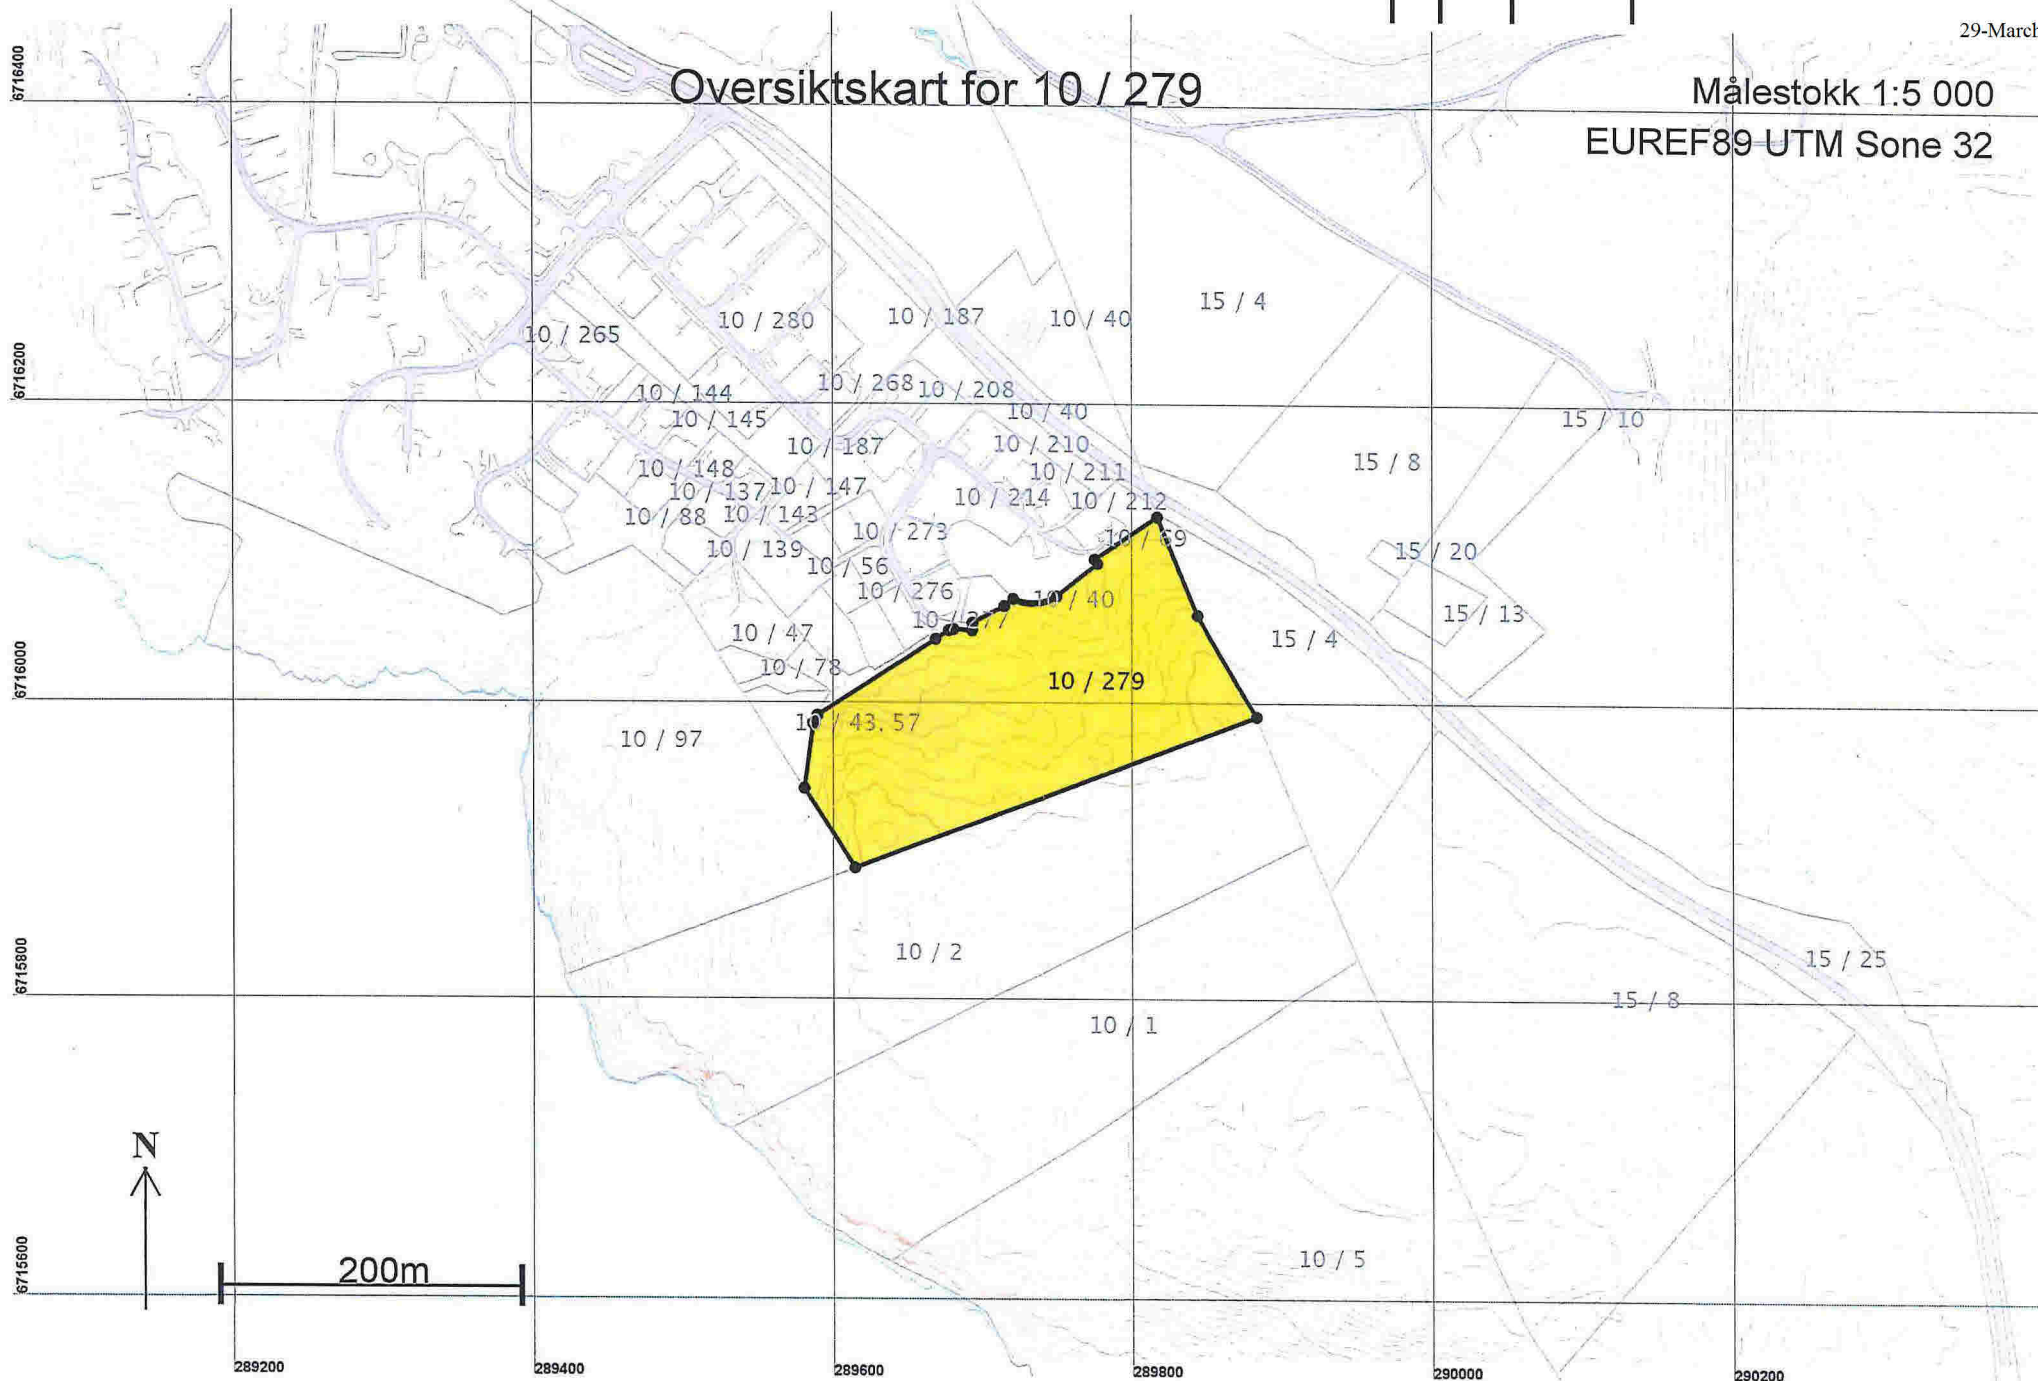 29-March
6716400
Oversiktskart for 10 / 279
Målestokk 1:5 000
EUREF89 UTM Sone 32
15 / 4
10 / 187
10 / 40
10 / 280
10 / 265
6716200
10 / 268
10 / 208
10 / 144
10 / 40
10 / 145
15 / 10
10 / 187
10 / 210
15 / 8
10 / 148
10 / 211
10 / 137
10 / 147
10 / 214
10 / 212
10 / 88
10 / 143
10 / 273
10 / 69
10 / 139
15 / 20
10 / 56
10 / 276
10 / 40
15 / 13
10 / 277
10 / 47
15 / 4
10 / 78
6716000
10 / 279
10 / 43, 57
10 / 97
10 / 2
15 / 25
6715800
15 / 8
10 / 1
N
6715600
10 / 5
200m
289200
289400
289600
289800
290000
290200